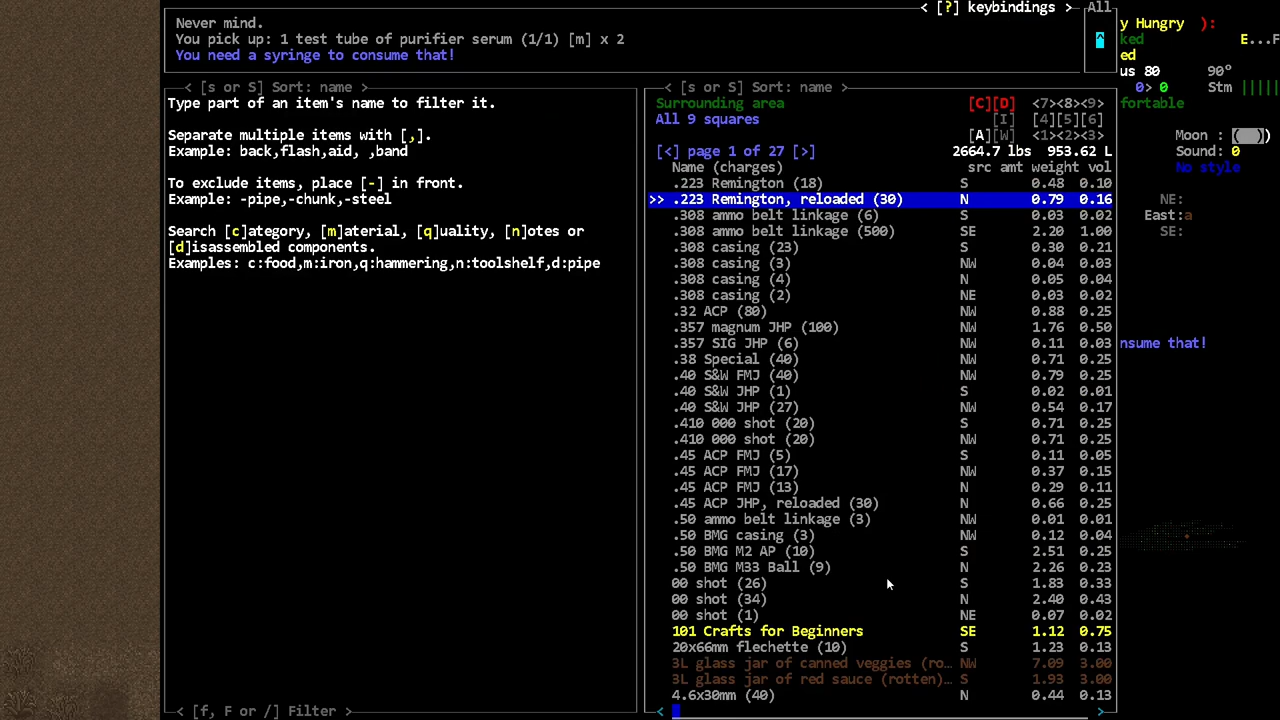 < [?] keybindings >
All
Never mind.
You pick up: 1 test tube of purifier serum (1/1) [m] x 2
You need a syringe to consume that!
^
y Hungry ):
ked E...F
ed
us 80 90°
0> 0 Stm |||||
fortable
Moon : ( )
Sound: 0
No style
NE:
East:a
SE:
nsume that!
< [s or S] Sort: name >
Type part of an item's name to filter it.
Separate multiple items with [,].
Example: back,flash,aid, ,band
To exclude items, place [-] in front.
Example: -pipe,-chunk,-steel
Search [c]ategory, [m]aterial, [q]uality, [n]otes or
[d]isassembled components.
Examples: c:food,m:iron,q:hammering,n:toolshelf,d:pipe
< [f, F or /] Filter >
< [s or S] Sort: name >
Surrounding area [C][D] <7><8><9>
All 9 squares [I] [4][5][6]
[A][W] <1><2><3>
[<] page 1 of 27 [>] 2664.7 lbs 953.62 L
Name (charges) src amt weight vol
.223 Remington (18) S 0.48 0.10
>> .223 Remington, reloaded (30) N 0.79 0.16
.308 ammo belt linkage (6) S 0.03 0.02
.308 ammo belt linkage (500) SE 2.20 1.00
.308 casing (23) S 0.30 0.21
.308 casing (3) NW 0.04 0.03
.308 casing (4) N 0.05 0.04
.308 casing (2) NE 0.03 0.02
.32 ACP (80) NW 0.88 0.25
.357 magnum JHP (100) NW 1.76 0.50
.357 SIG JHP (6) NW 0.11 0.03
.38 Special (40) NW 0.71 0.25
.40 S&W FMJ (40) NW 0.79 0.25
.40 S&W JHP (1) S 0.02 0.01
.40 S&W JHP (27) NW 0.54 0.17
.410 000 shot (20) S 0.71 0.25
.410 000 shot (20) NW 0.71 0.25
.45 ACP FMJ (5) S 0.11 0.05
.45 ACP FMJ (17) NW 0.37 0.15
.45 ACP FMJ (13) N 0.29 0.11
.45 ACP JHP, reloaded (30) N 0.66 0.25
.50 ammo belt linkage (3) NW 0.01 0.01
.50 BMG casing (3) NW 0.12 0.04
.50 BMG M2 AP (10) S 2.51 0.25
.50 BMG M33 Ball (9) N 2.26 0.23
00 shot (26) S 1.83 0.33
00 shot (34) N 2.40 0.43
00 shot (1) NE 0.07 0.02
101 Crafts for Beginners SE 1.12 0.75
20x66mm flechette (10) S 1.23 0.13
3L glass jar of canned veggies (ro… NW 7.09 3.00
3L glass jar of red sauce (rotten)… S 1.93 3.00
4.6x30mm (40) N 0.44 0.13
< >